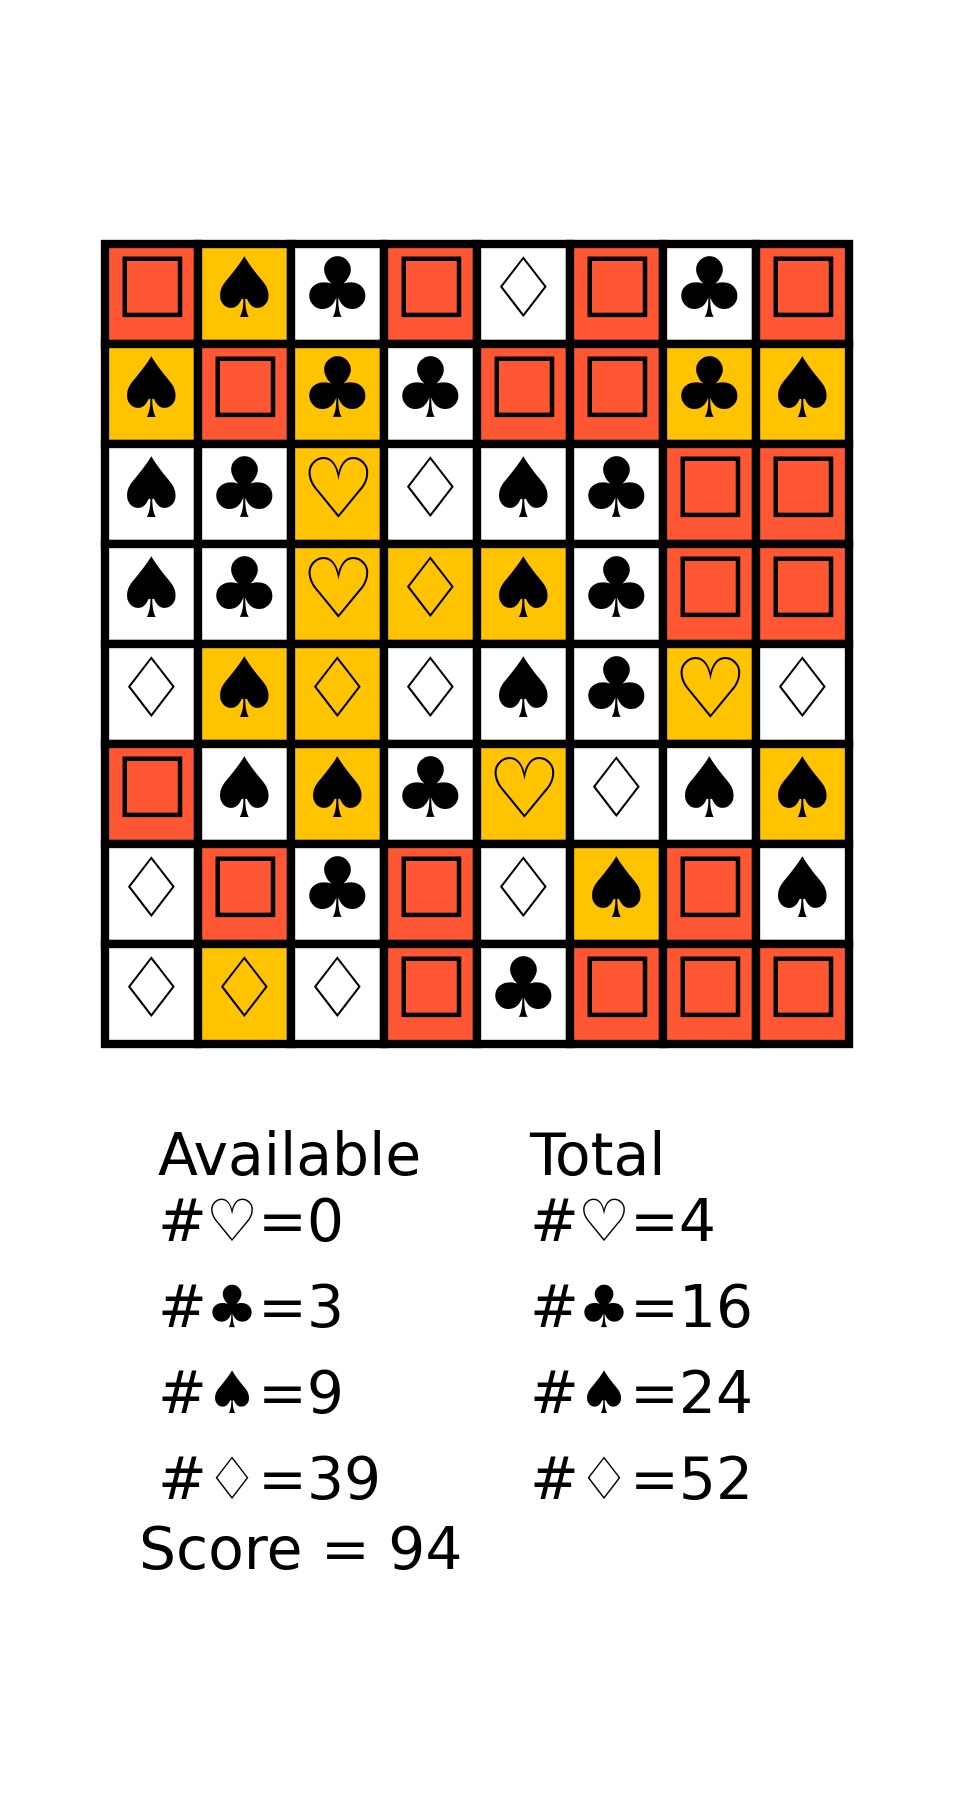 □ ♠ ♣ □ ♢ □ ♣ □
♠ □ ♣ ♣ □ □ ♣ ♠
♠ ♣ ♡ ♢ ♠ ♣ □ □
♠ ♣ ♡ ♢ ♠ ♣ □ □
♢ ♠ ♢ ♢ ♠ ♣ ♡ ♢
□ ♠ ♠ ♣ ♡ ♢ ♠ ♠
♢ □ ♣ □ ♢ ♠ □ ♠
♢ ♢ ♢ □ ♣ □ □ □
Available Total
#♡=0 #♡=4
#♣=3 #♣=16
#♠=9 #♠=24
#♢=39 #♢=52
Score = 94